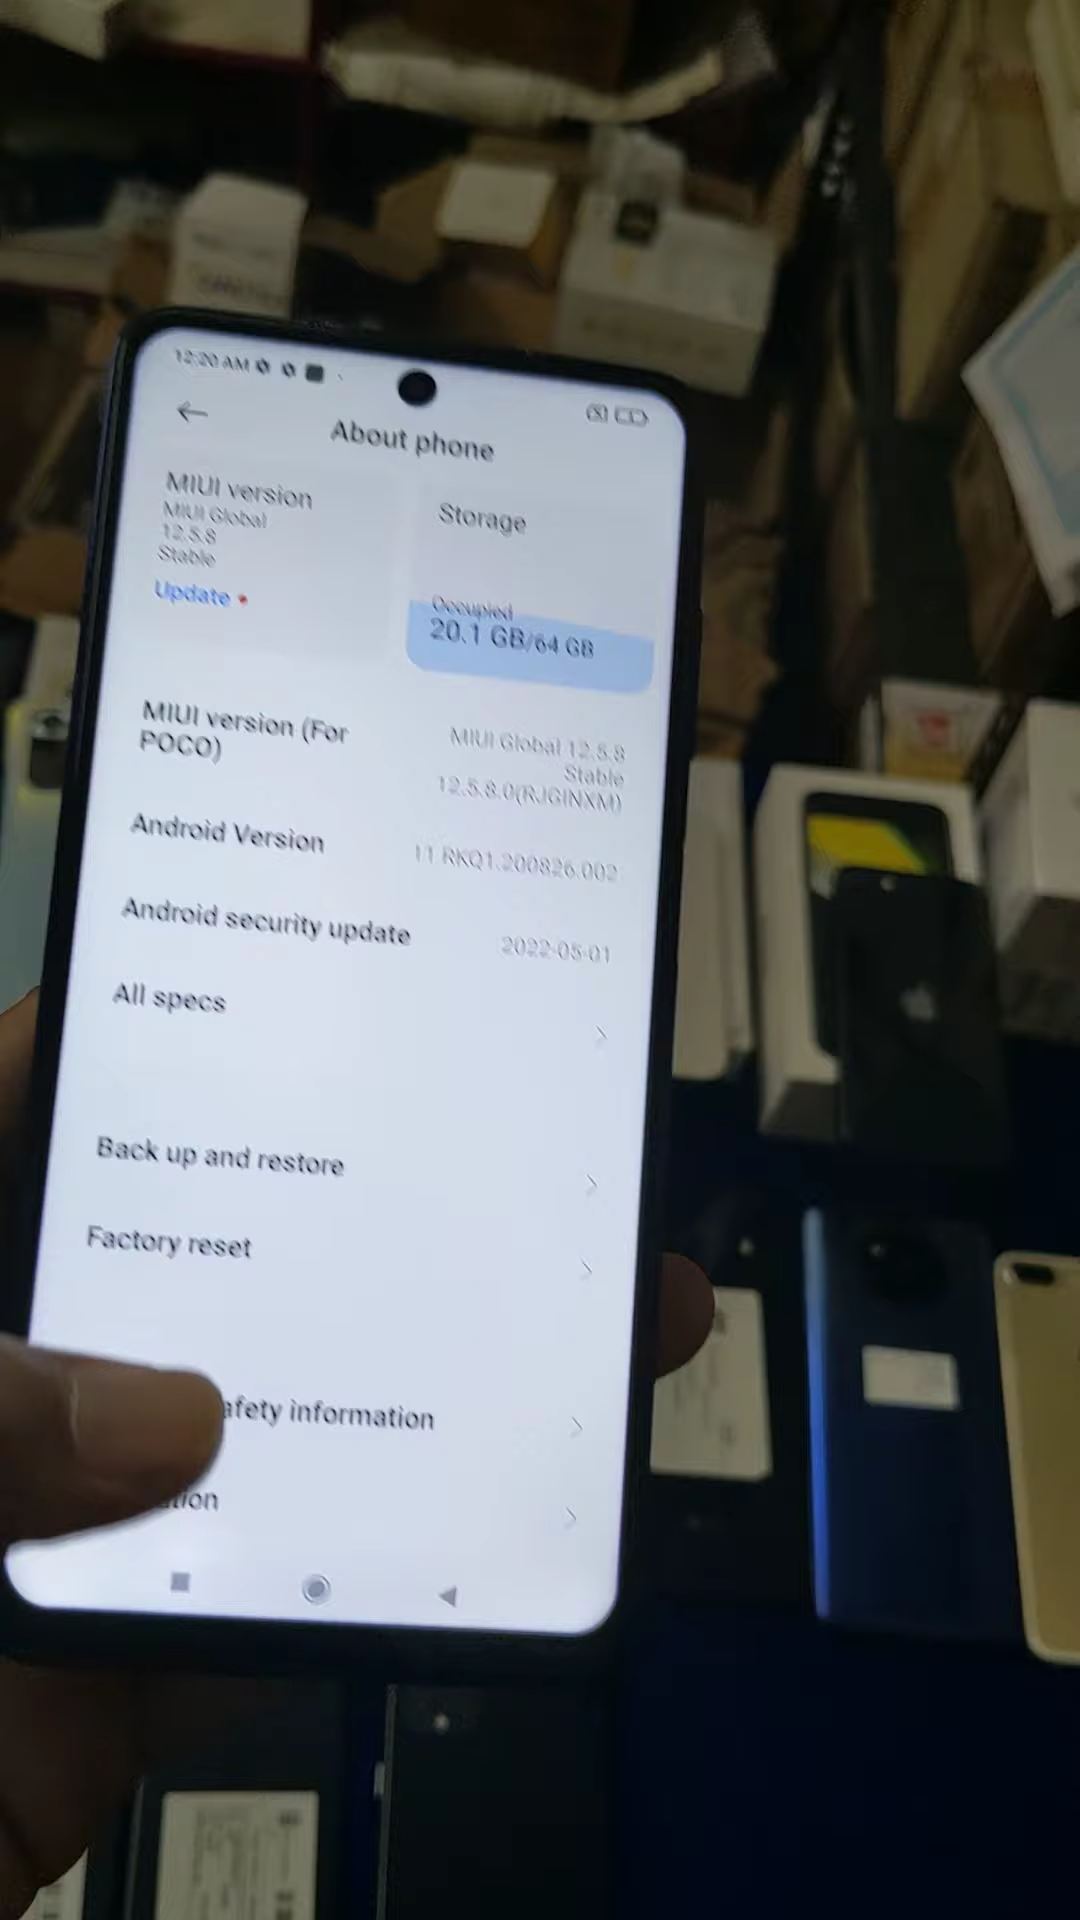 12:20 AM
About phone
MIUI version
MIUI Global
12.5.8
Stable
Update
Storage
Occupied
20.1 GB/64 GB
MIUI version (For
POCO)
MIUI Global 12.5.8
Stable
12.5.8.0(RJGINXM)
Android Version
11 RKQ1.200826.002
Android security update
2022-05-01
All specs
Back up and restore
Factory reset
afety information
tion